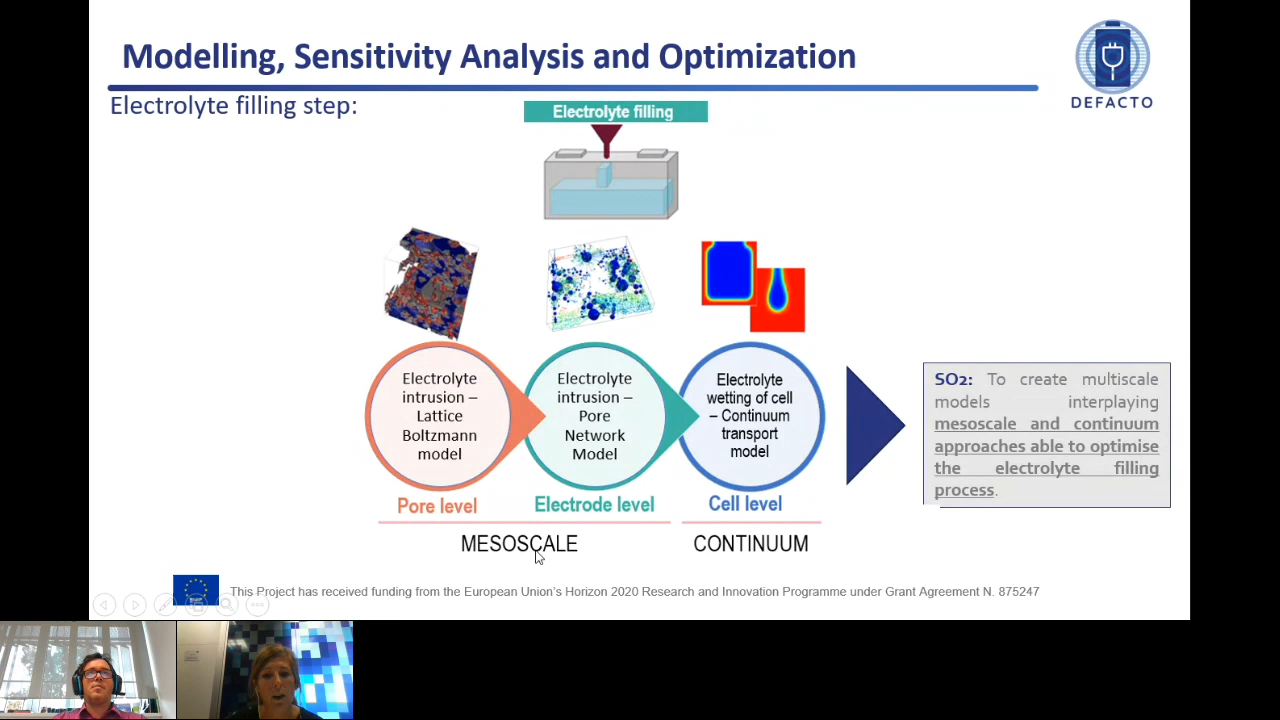 Modelling, Sensitivity Analysis and Optimization
DEFACTO
Electrolyte filling step:
Electrolyte filling
Electrolyte
intrusion –
Lattice
Boltzmann
model
Electrolyte
intrusion –
Pore
Network
Model
Electrolyte
wetting of cell
– Continuum
transport
model
Pore level
Electrode level
Cell level
MESOSCALE
CONTINUUM
SO2: To create multiscale
models interplaying
mesoscale and continuum
approaches able to optimise
the electrolyte filling
process.
This Project has received funding from the European Union's Horizon 2020 Research and Innovation Programme under Grant Agreement N. 875247